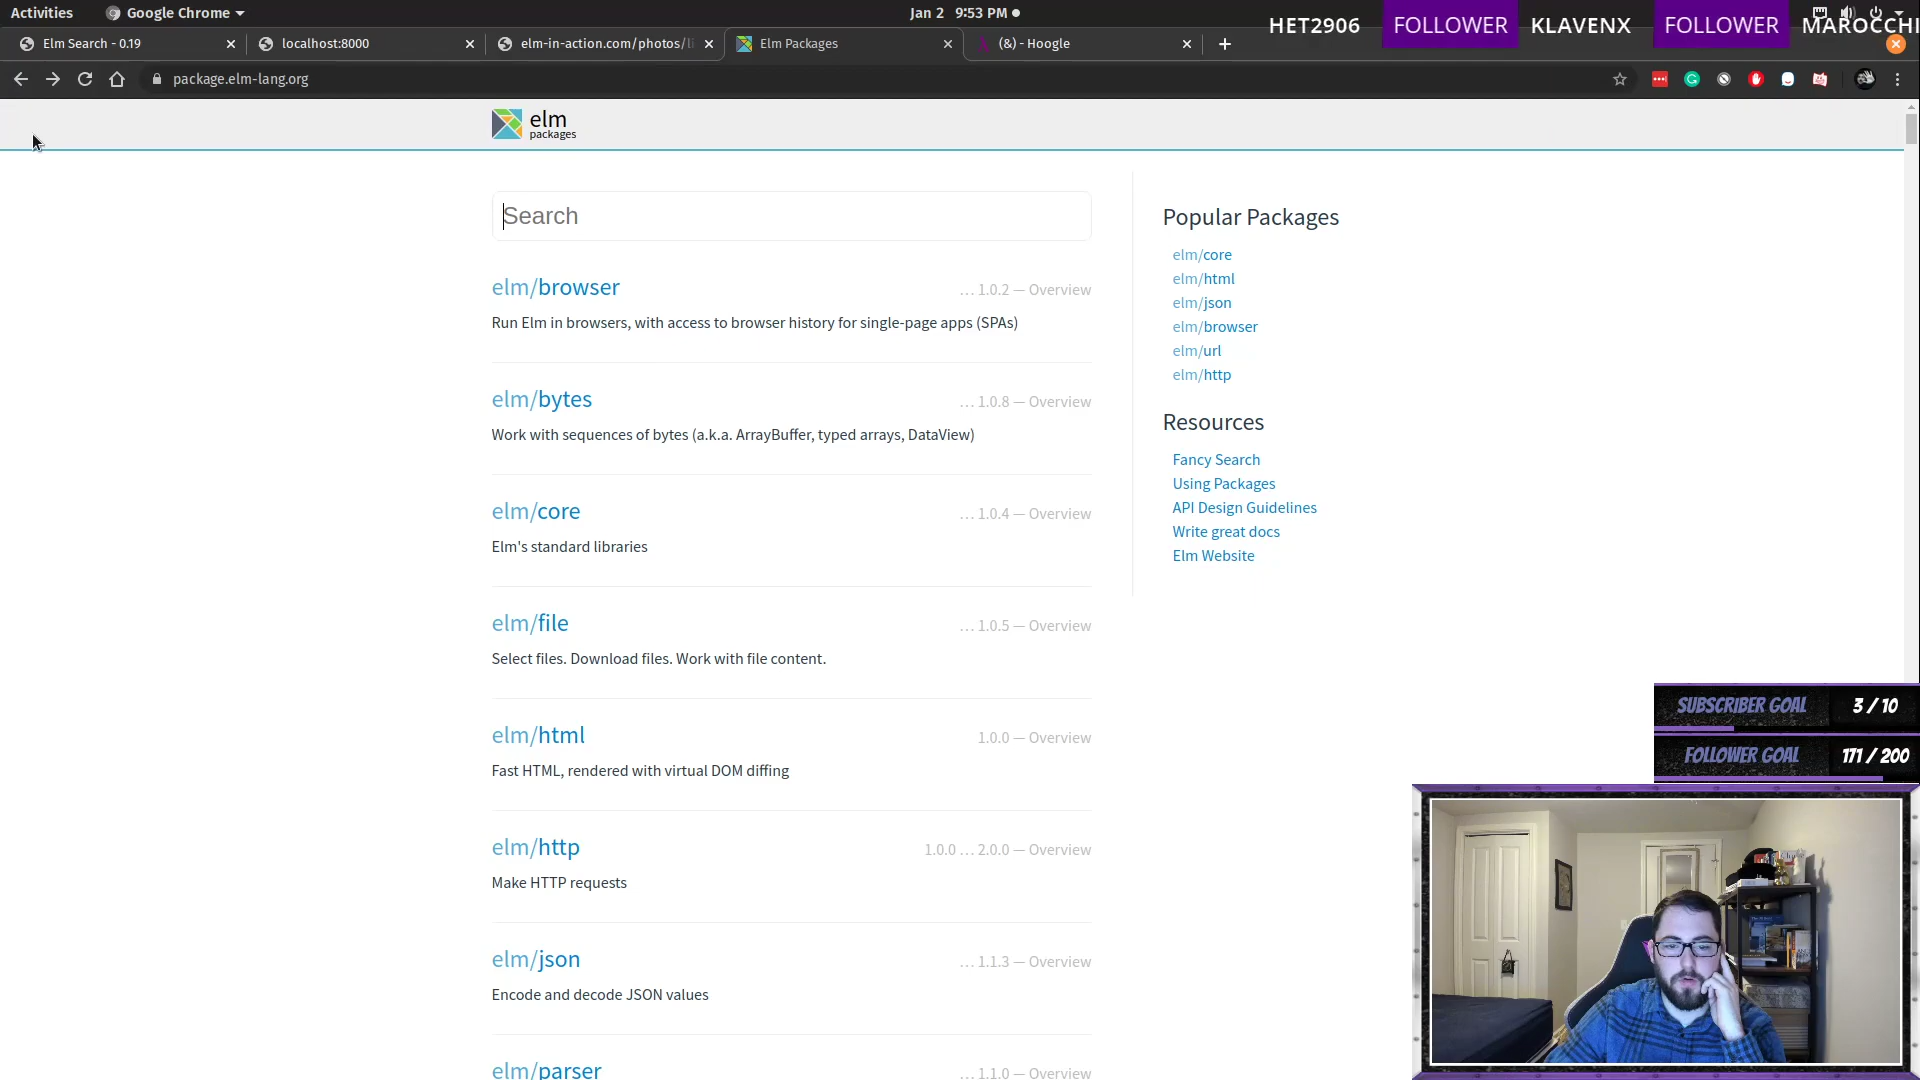 Activities
Google Chrome
Jan 2 9:53 PM
HET2906 FOLLOWER KLAVENX FOLLOWER MAROCCHI
Elm Search - 0.19
localhost:8000
elm-in-action.com/photos/li
Elm Packages
(&) - Hoogle
package.elm-lang.org
elm
packages
Search
elm/browser
… 1.0.2 — Overview
Run Elm in browsers, with access to browser history for single-page apps (SPAs)
elm/bytes
… 1.0.8 — Overview
Work with sequences of bytes (a.k.a. ArrayBuffer, typed arrays, DataView)
elm/core
… 1.0.4 — Overview
Elm's standard libraries
elm/file
… 1.0.5 — Overview
Select files. Download files. Work with file content.
elm/html
1.0.0 — Overview
Fast HTML, rendered with virtual DOM diffing
elm/http
1.0.0 … 2.0.0 — Overview
Make HTTP requests
elm/json
… 1.1.3 — Overview
Encode and decode JSON values
elm/parser
… 1.1.0 — Overview
Popular Packages
elm/core
elm/html
elm/json
elm/browser
elm/url
elm/http
Resources
Fancy Search
Using Packages
API Design Guidelines
Write great docs
Elm Website
SUBSCRIBER GOAL 3 / 10
FOLLOWER GOAL 171 / 200